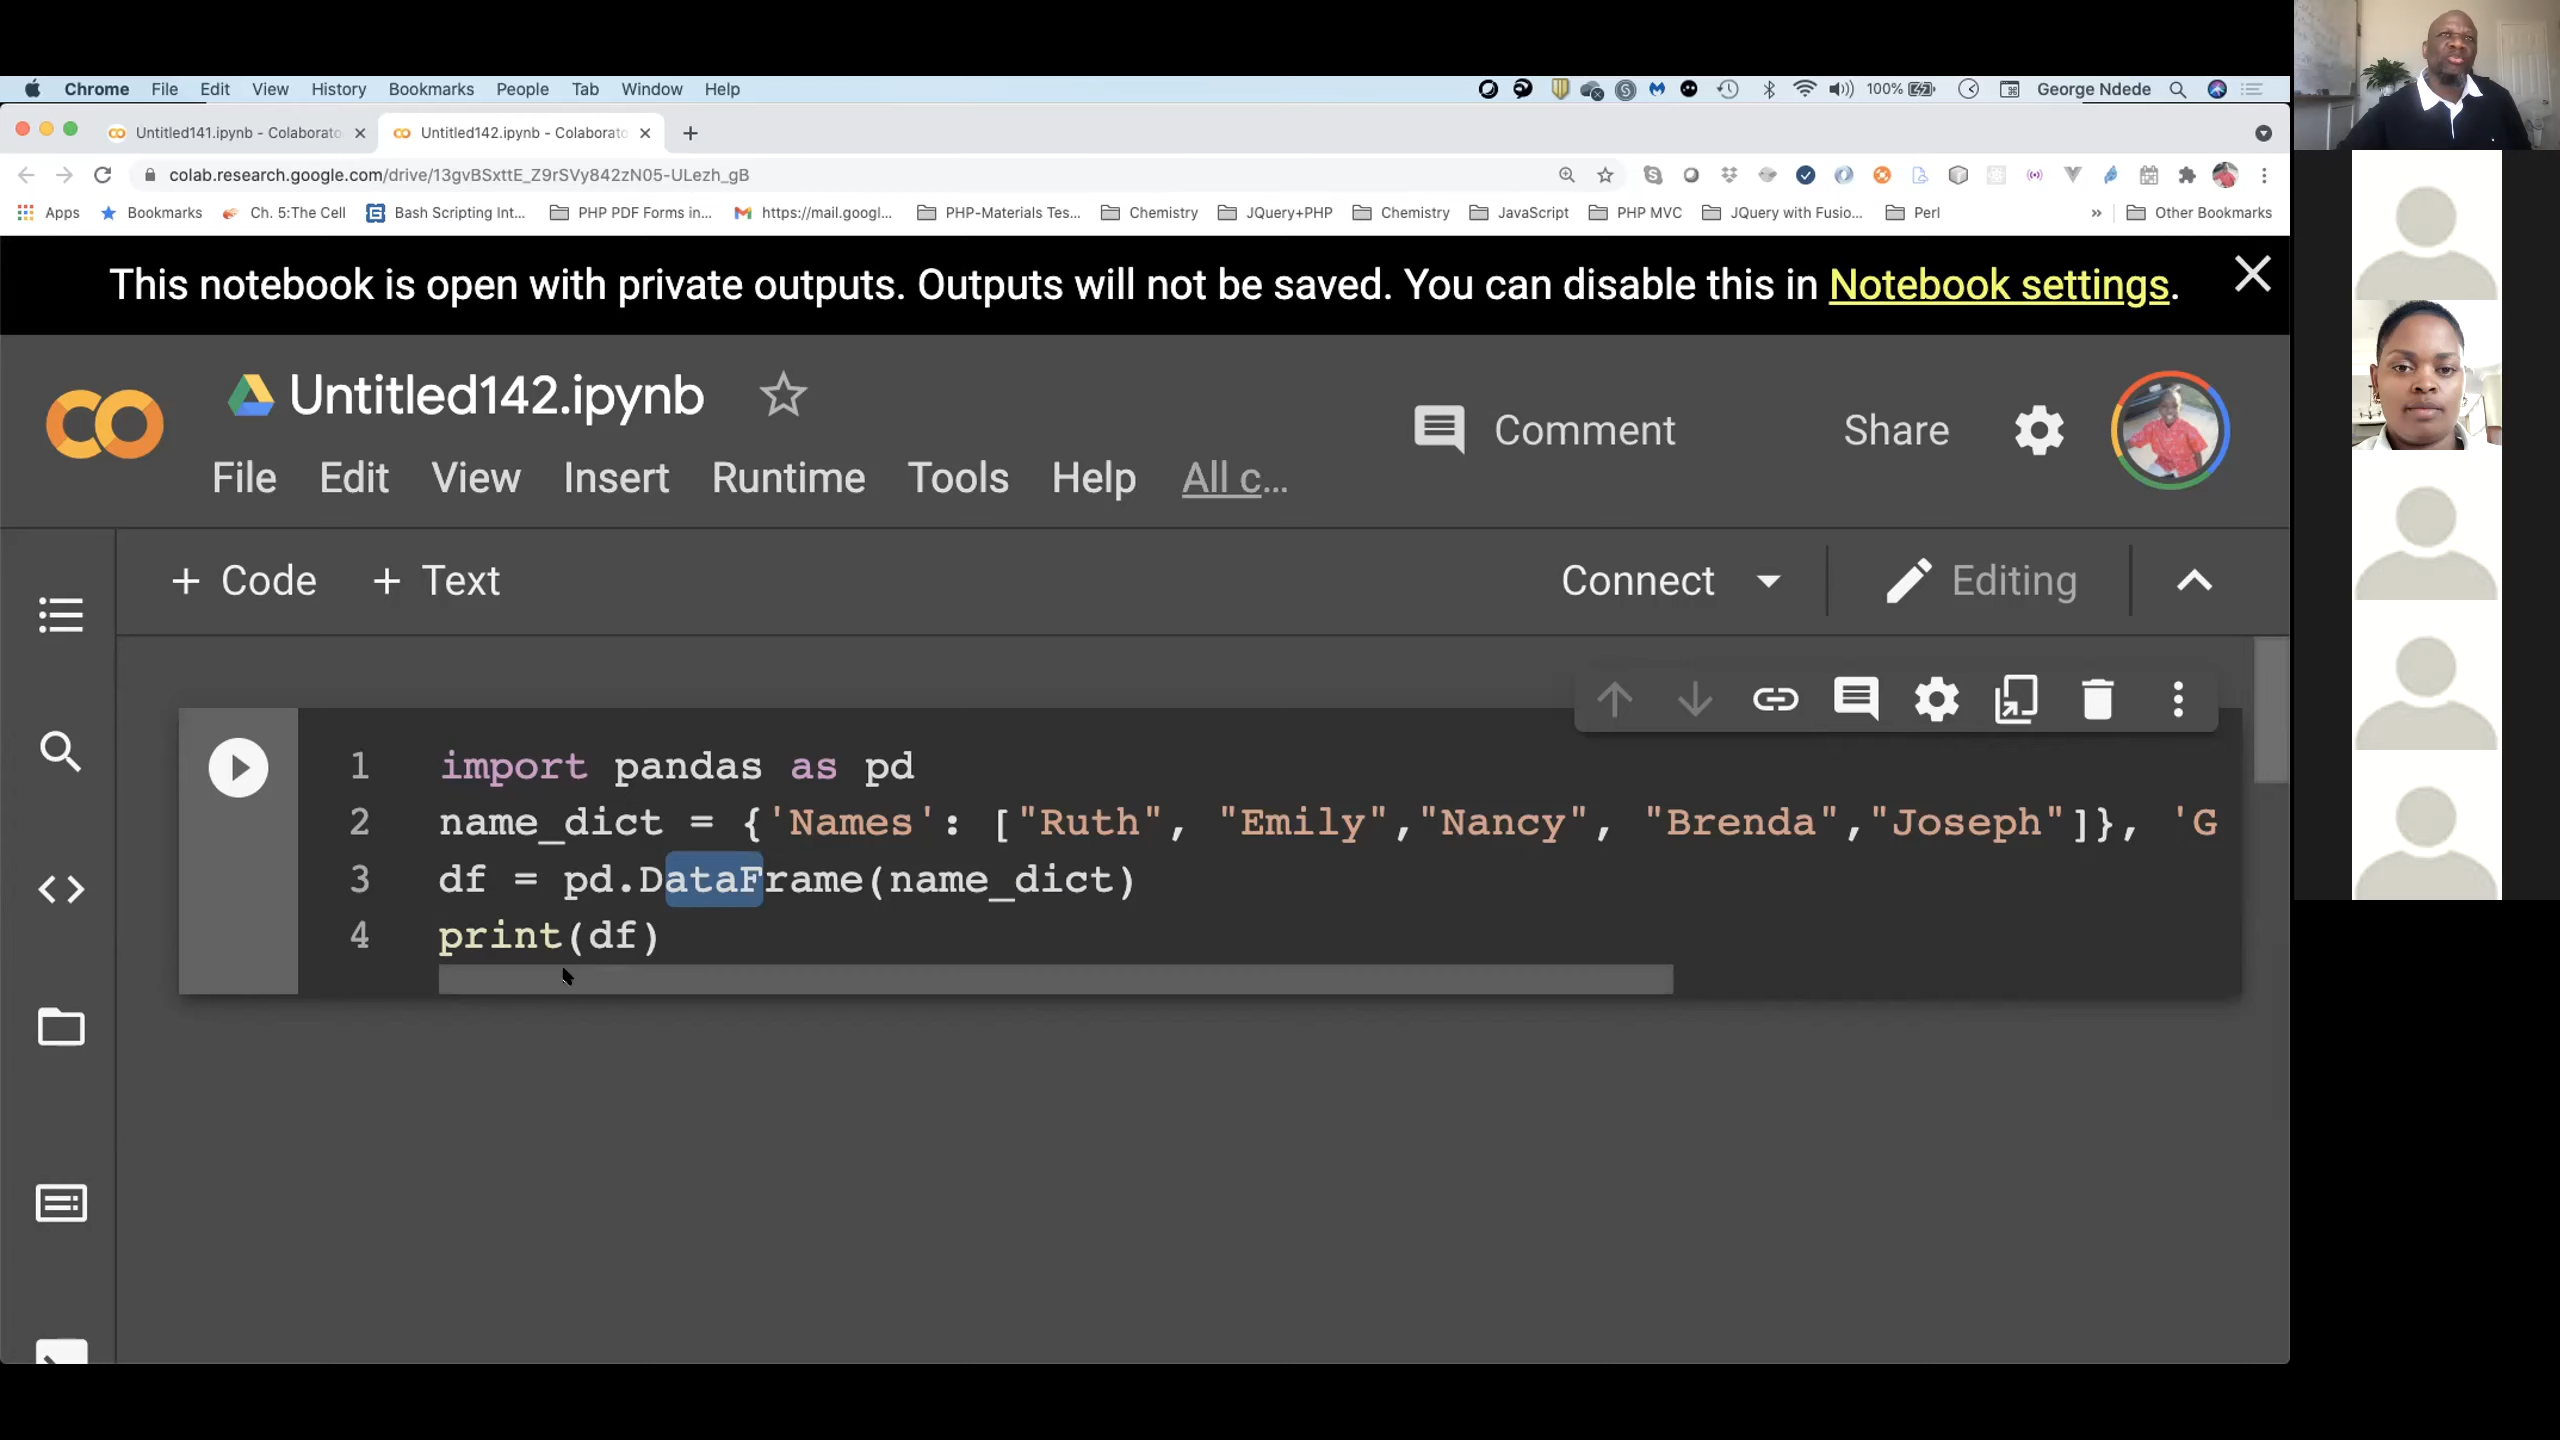 Chrome File Edit View History Bookmarks People Tab Window Help 100% George Ndede
Untitled141.ipynb - Colaborato Untitled142.ipynb - Colaborato
colab.research.google.com/drive/13gvBSxttE_Z9rSVy842zN05-ULezh_gB
Apps Bookmarks Ch. 5:The Cell Bash Scripting Int... PHP PDF Forms in... https://mail.googl... PHP-Materials Tes... Chemistry JQuery+PHP Chemistry JavaScript PHP MVC JQuery with Fusio... Perl » Other Bookmarks
This notebook is open with private outputs. Outputs will not be saved. You can disable this in Notebook settings.
Untitled142.ipynb
Comment Share
File Edit View Insert Runtime Tools Help All c...
+ Code + Text Connect Editing
1 import pandas as pd
2 name_dict = {'Names': ["Ruth", "Emily","Nancy", "Brenda","Joseph"]}, 'G
3 df = pd.DataFrame(name_dict)
4 print(df)